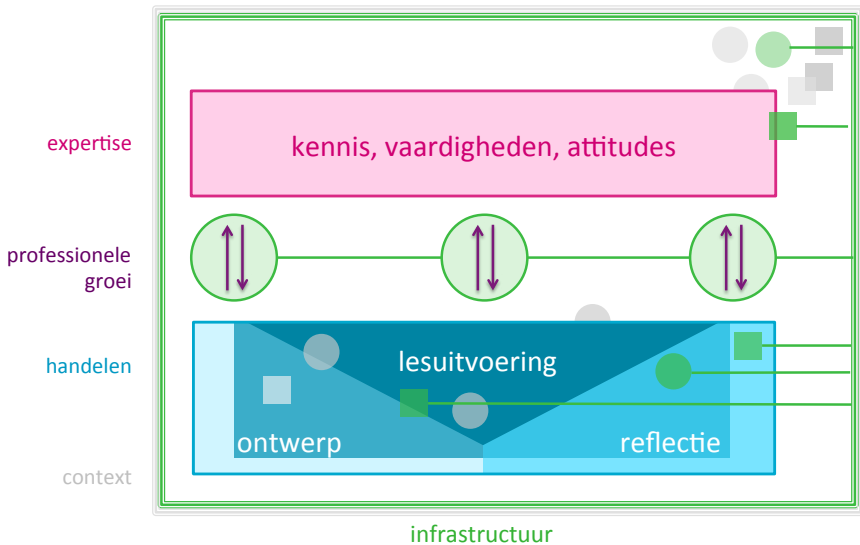 expertise
kennis, vaardigheden, attitudes
professionele
groei
handelen
lesuitvoering
ontwerp
reflectie
context
infrastructuur